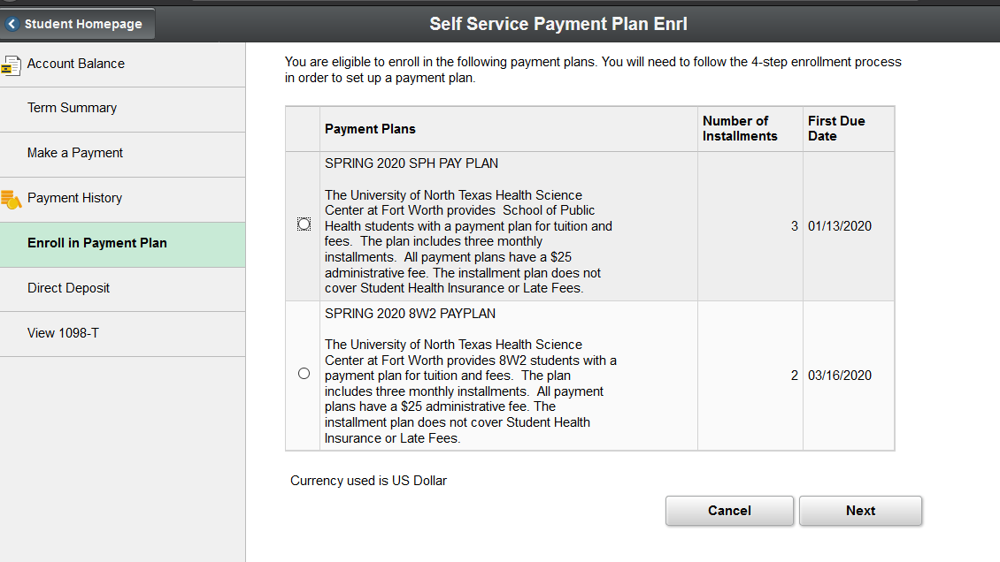 Student Homepage
Self Service Payment Plan Enrl
Account Balance
Term Summary
Make a Payment
Payment History
Enroll in Payment Plan
Direct Deposit
View 1098-T
You are eligible to enroll in the following payment plans. You will need to follow the 4-step enrollment process
in order to set up a payment plan.
Payment Plans
Number of
Installments
First Due
Date
SPRING 2020 SPH PAY PLAN
The University of North Texas Health Science
Center at Fort Worth provides  School of Public
Health students with a payment plan for tuition and
fees.  The plan includes three monthly
installments.  All payment plans have a $25
administrative fee. The installment plan does not
cover Student Health Insurance or Late Fees.
3
01/13/2020
SPRING 2020 8W2 PAYPLAN
The University of North Texas Health Science
Center at Fort Worth provides 8W2 students with a
payment plan for tuition and fees.  The plan
includes three monthly installments.  All payment
plans have a $25 administrative fee. The
installment plan does not cover Student Health
Insurance or Late Fees.
2
03/16/2020
Currency used is US Dollar
Cancel
Next